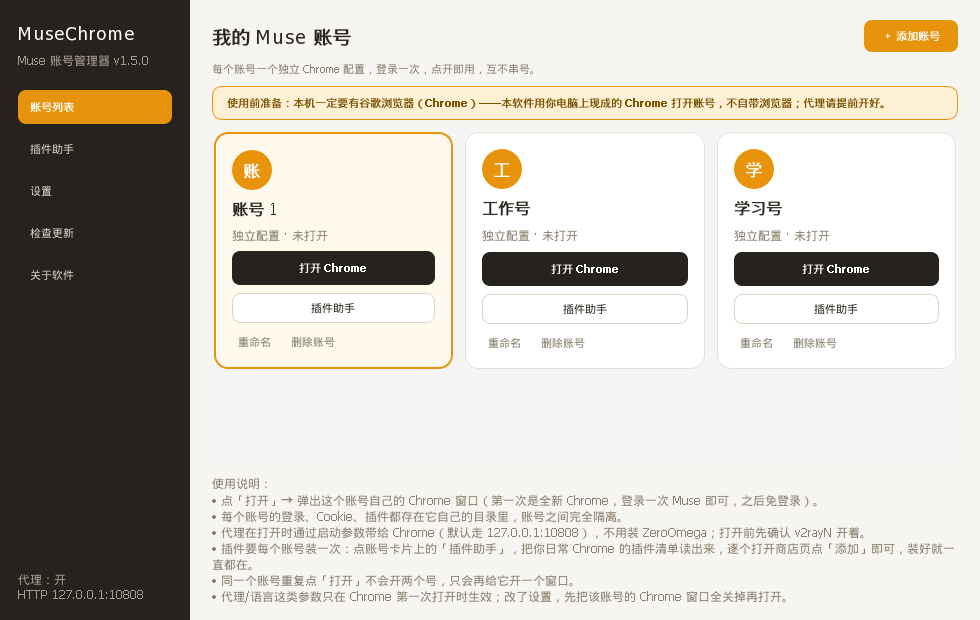 MuseChrome
Muse 账号管理器 v1.5.0
账号列表
插件助手
设置
检查更新
关于软件
代理：开
HTTP 127.0.0.1:10808
我的 Muse 账号
+ 添加账号
每个账号一个独立 Chrome 配置，登录一次，点开即用，互不串号。
使用前准备：本机一定要有谷歌浏览器（Chrome）——本软件用你电脑上现成的 Chrome 打开账号，不自带浏览器；代理请提前开好。
账
账号 1
独立配置 · 未打开
打开 Chrome
插件助手
重命名 删除账号
工
工作号
独立配置 · 未打开
打开 Chrome
插件助手
重命名 删除账号
学
学习号
独立配置 · 未打开
打开 Chrome
插件助手
重命名 删除账号
使用说明：
• 点「打开」→ 弹出这个账号自己的 Chrome 窗口（第一次是全新 Chrome，登录一次 Muse 即可，之后免登录）。
• 每个账号的登录、Cookie、插件都存在它自己的目录里，账号之间完全隔离。
• 代理在打开时通过启动参数带给 Chrome（默认走 127.0.0.1:10808），不用装 ZeroOmega；打开前先确认 v2rayN 开着。
• 插件要每个账号装一次：点账号卡片上的「插件助手」，把你日常 Chrome 的插件清单读出来，逐个打开商店页点「添加」即可，装好就一
直都在。
• 同一个账号重复点「打开」不会开两个号，只会再给它开一个窗口。
• 代理/语言这类参数只在 Chrome 第一次打开时生效；改了设置，先把该账号的 Chrome 窗口全关掉再打开。